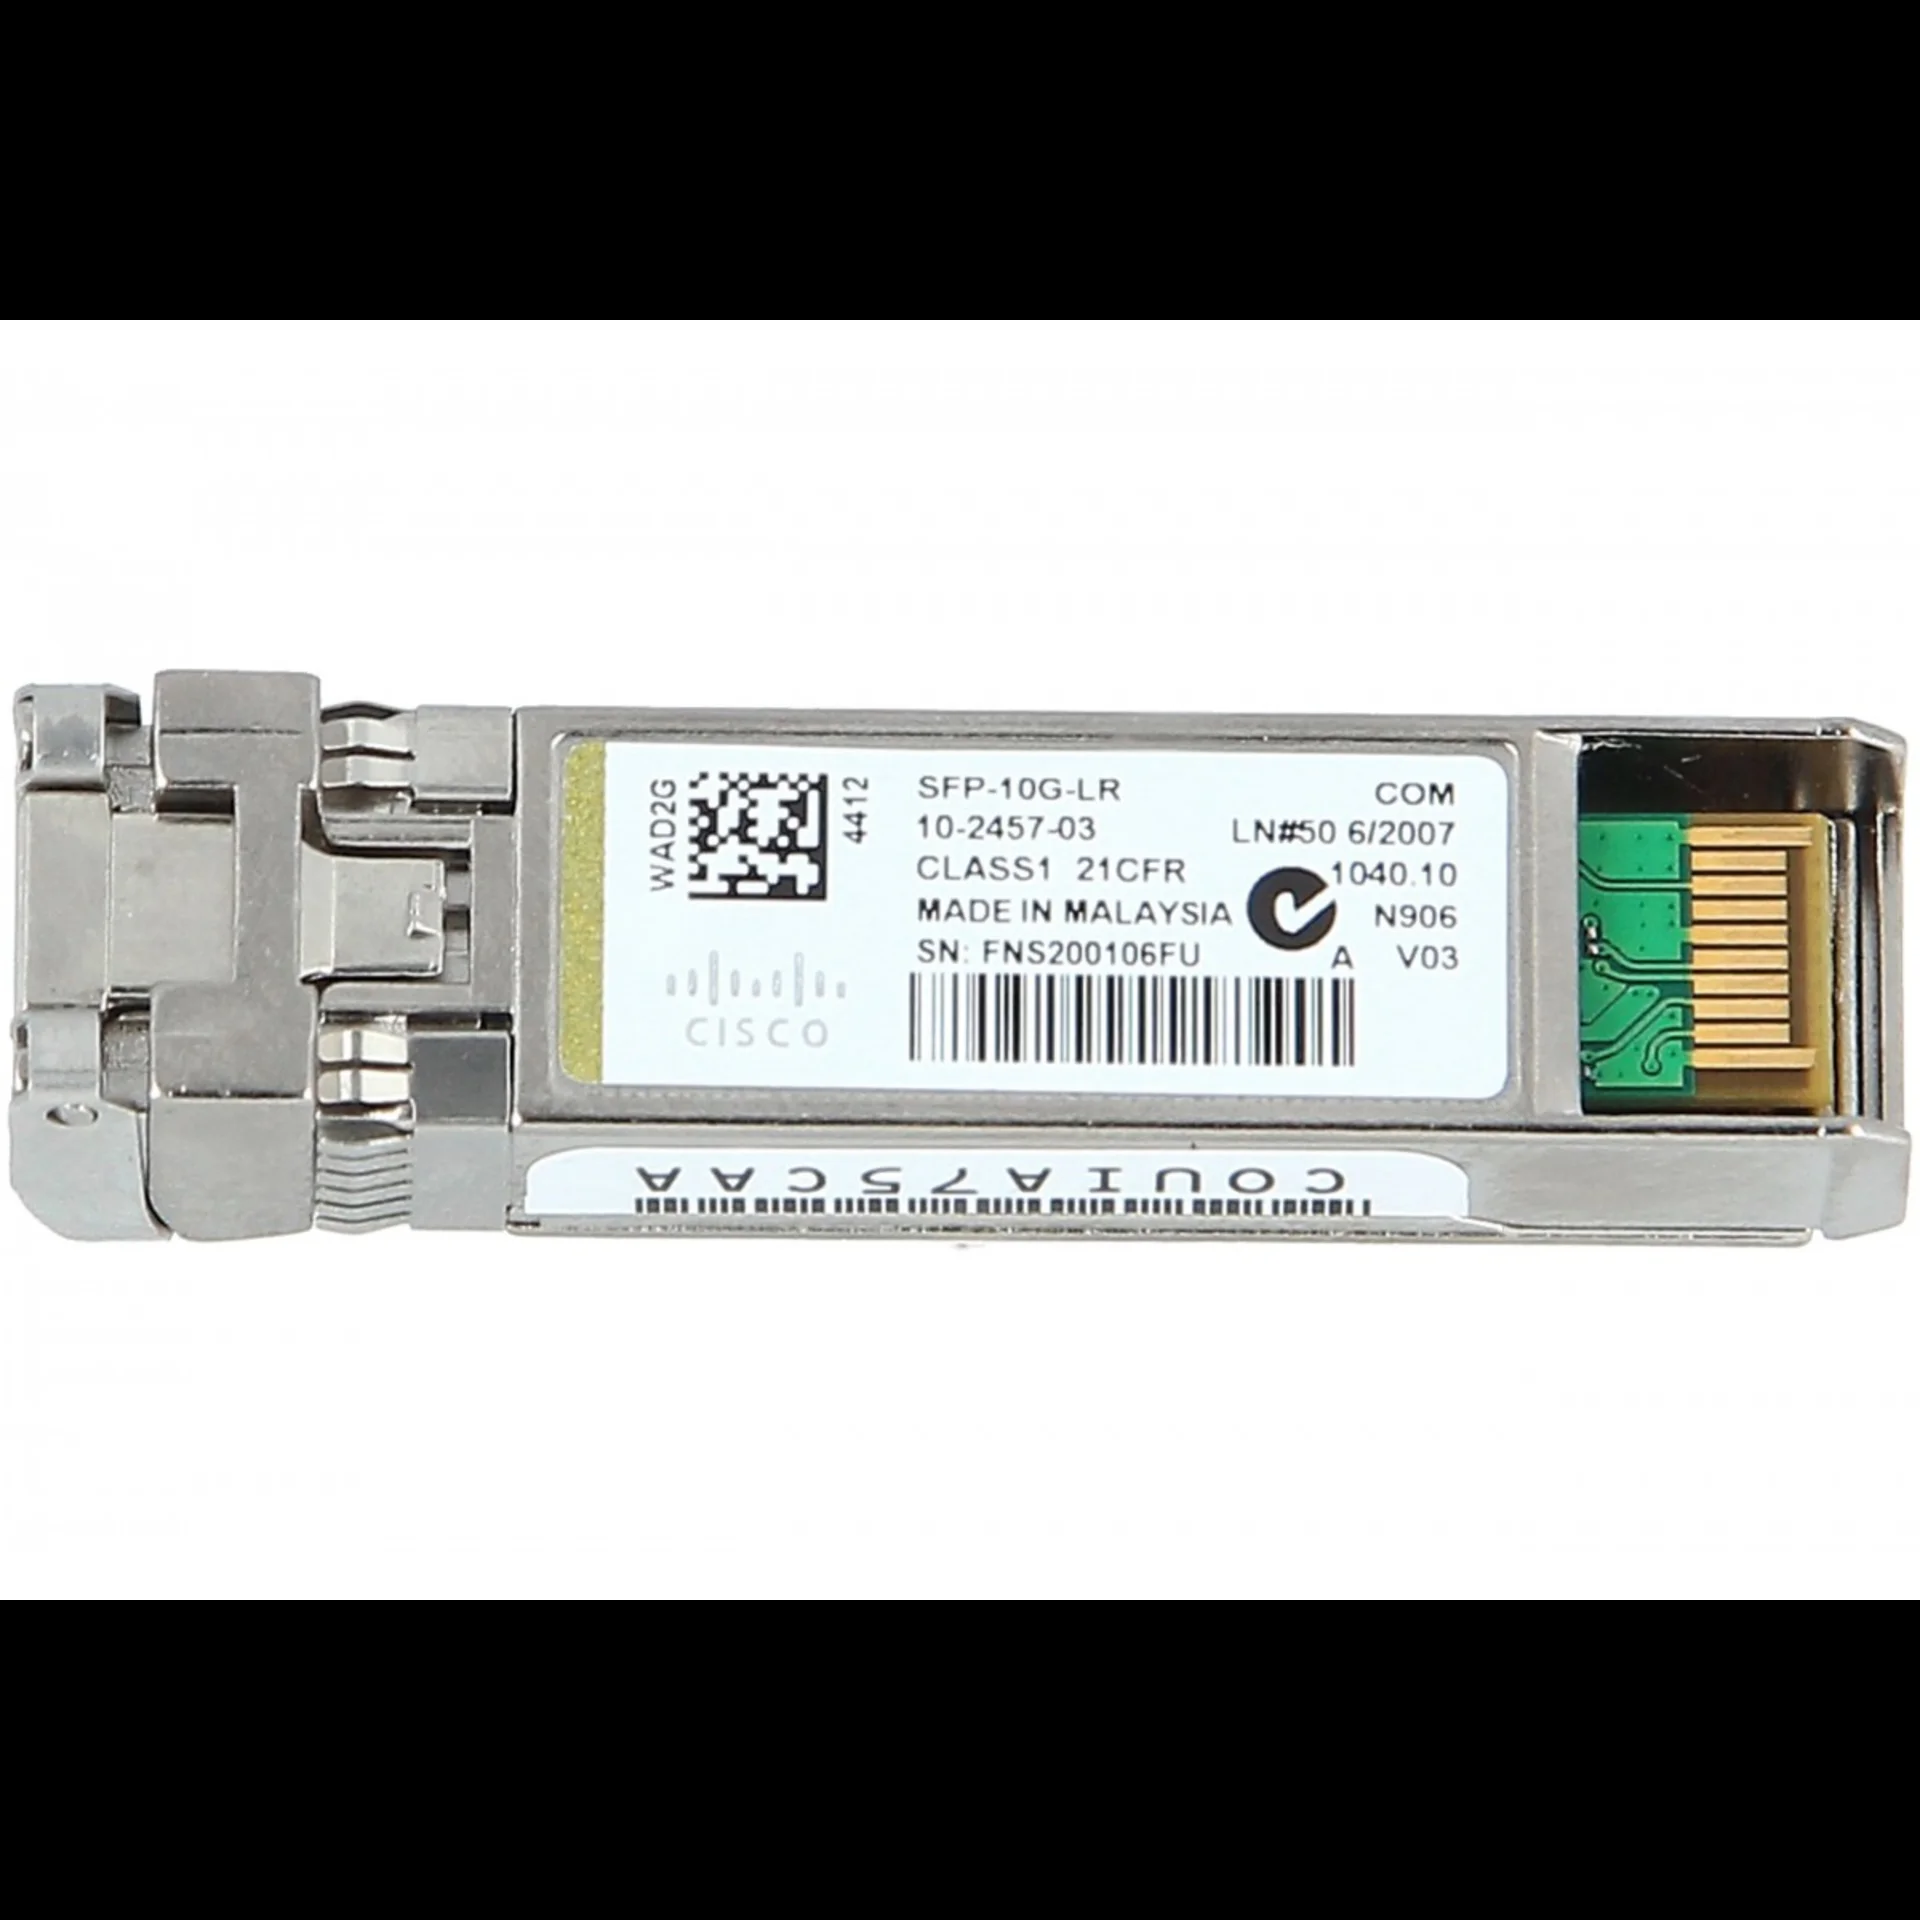 WAD2G
4412
SFP-10G-LR
COM
10-2457-03
LN#50 6/2007
CLASS1 21CFR
1040.10
MADE IN MALAYSIA
N906
SN: FNS200106FU
A V03
CISCO
COUIA75CAA